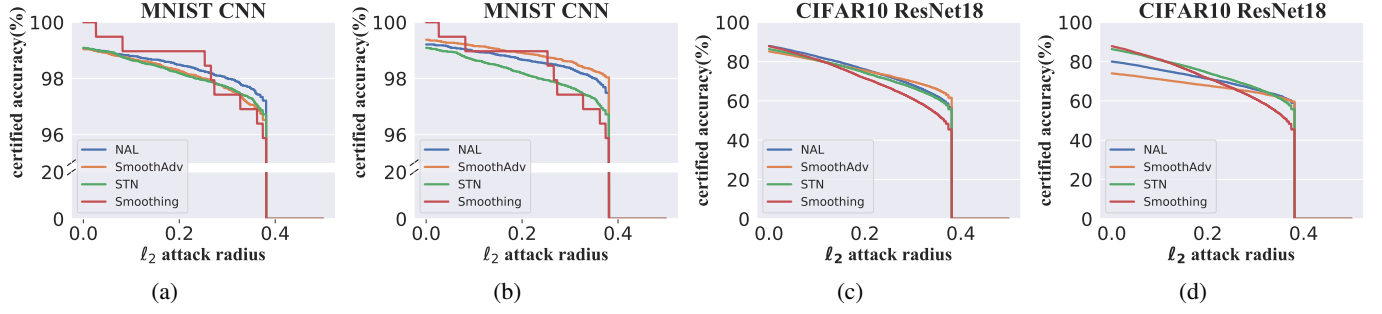 MNIST CNN
certified accuracy(%)
100
98
96
20
0
NAL
SmoothAdv
STN
Smoothing
0.0 0.2 0.4
ℓ2 attack radius
(a)
MNIST CNN
certified accuracy(%)
100
98
96
20
0
NAL
SmoothAdv
STN
Smoothing
0.0 0.2 0.4
ℓ2 attack radius
(b)
CIFAR10 ResNet18
certified accuracy(%)
100
80
60
40
20
0
NAL
SmoothAdv
STN
Smoothing
0.0 0.2 0.4
ℓ2 attack radius
(c)
CIFAR10 ResNet18
certified accuracy(%)
100
80
60
40
20
0
NAL
SmoothAdv
STN
Smoothing
0.0 0.2 0.4
ℓ2 attack radius
(d)